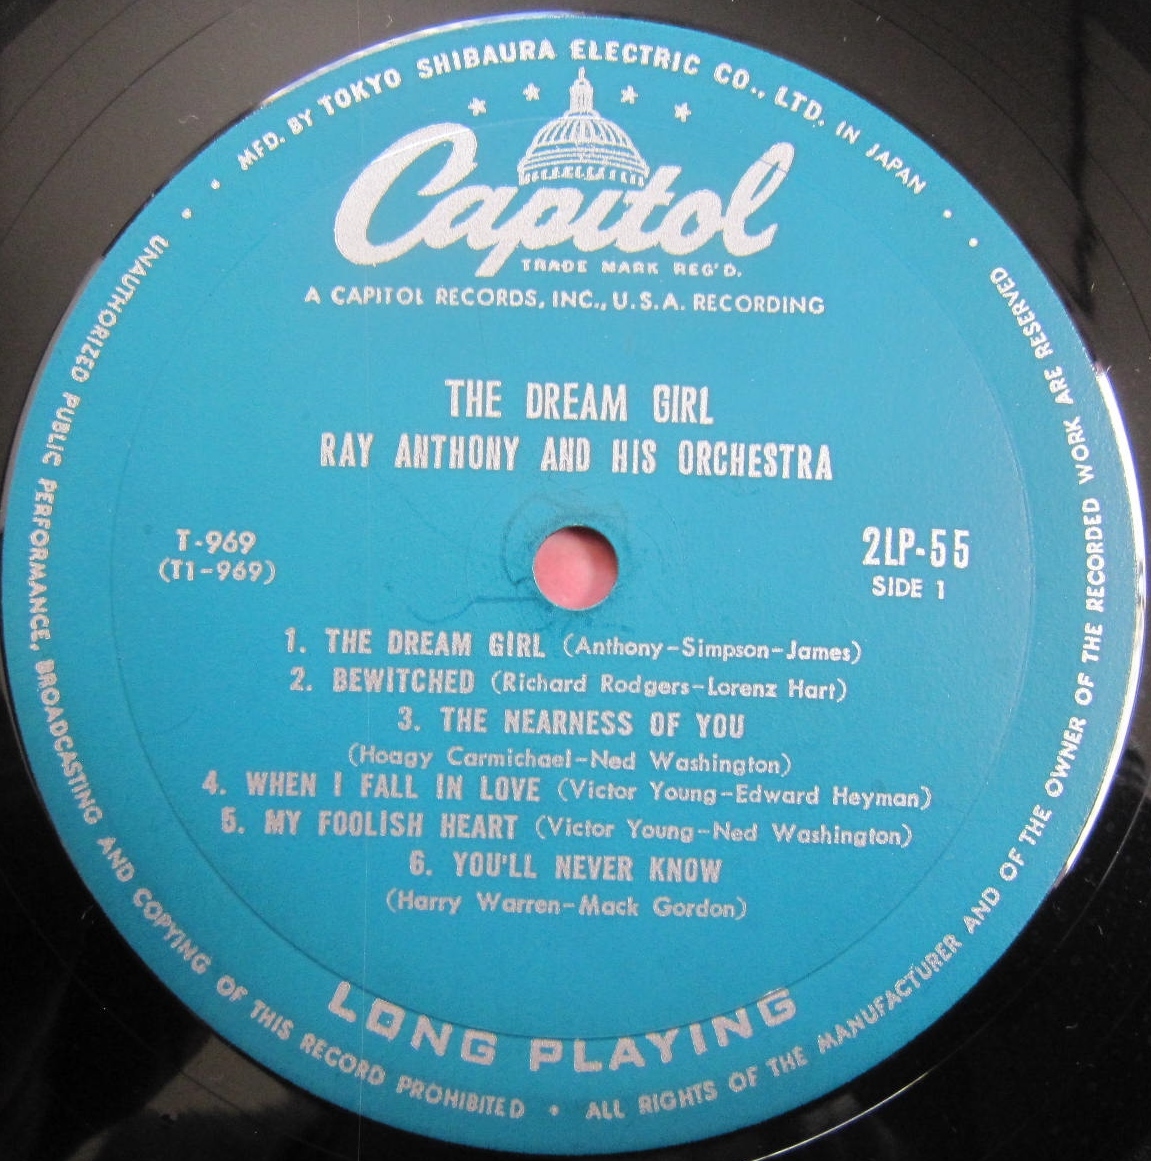 MFD. BY TOKYO SHIBAURA ELECTRIC CO., LTD. IN JAPAN
Capitol
TRADE MARK REG'D.
A CAPITOL RECORDS, INC., U.S.A. RECORDING
THE DREAM GIRL
RAY ANTHONY AND HIS ORCHESTRA
T-969
(T1-969)
2LP-55
SIDE 1
1. THE DREAM GIRL (Anthony-Simpson-James)
2. BEWITCHED (Richard Rodgers-Lorenz Hart)
3. THE NEARNESS OF YOU
(Hoagy Carmichael-Ned Washington)
4. WHEN I FALL IN LOVE (Victor Young-Edward Heyman)
5. MY FOOLISH HEART (Victor Young-Ned Washington)
6. YOU'LL NEVER KNOW
(Harry Warren-Mack Gordon)
LONG PLAYING
UNAUTHORIZED PUBLIC PERFORMANCE, BROADCASTING AND COPYING OF THIS RECORD PROHIBITED • ALL RIGHTS OF THE MANUFACTURER AND OF THE OWNER OF THE RECORDED WORK ARE RESERVED